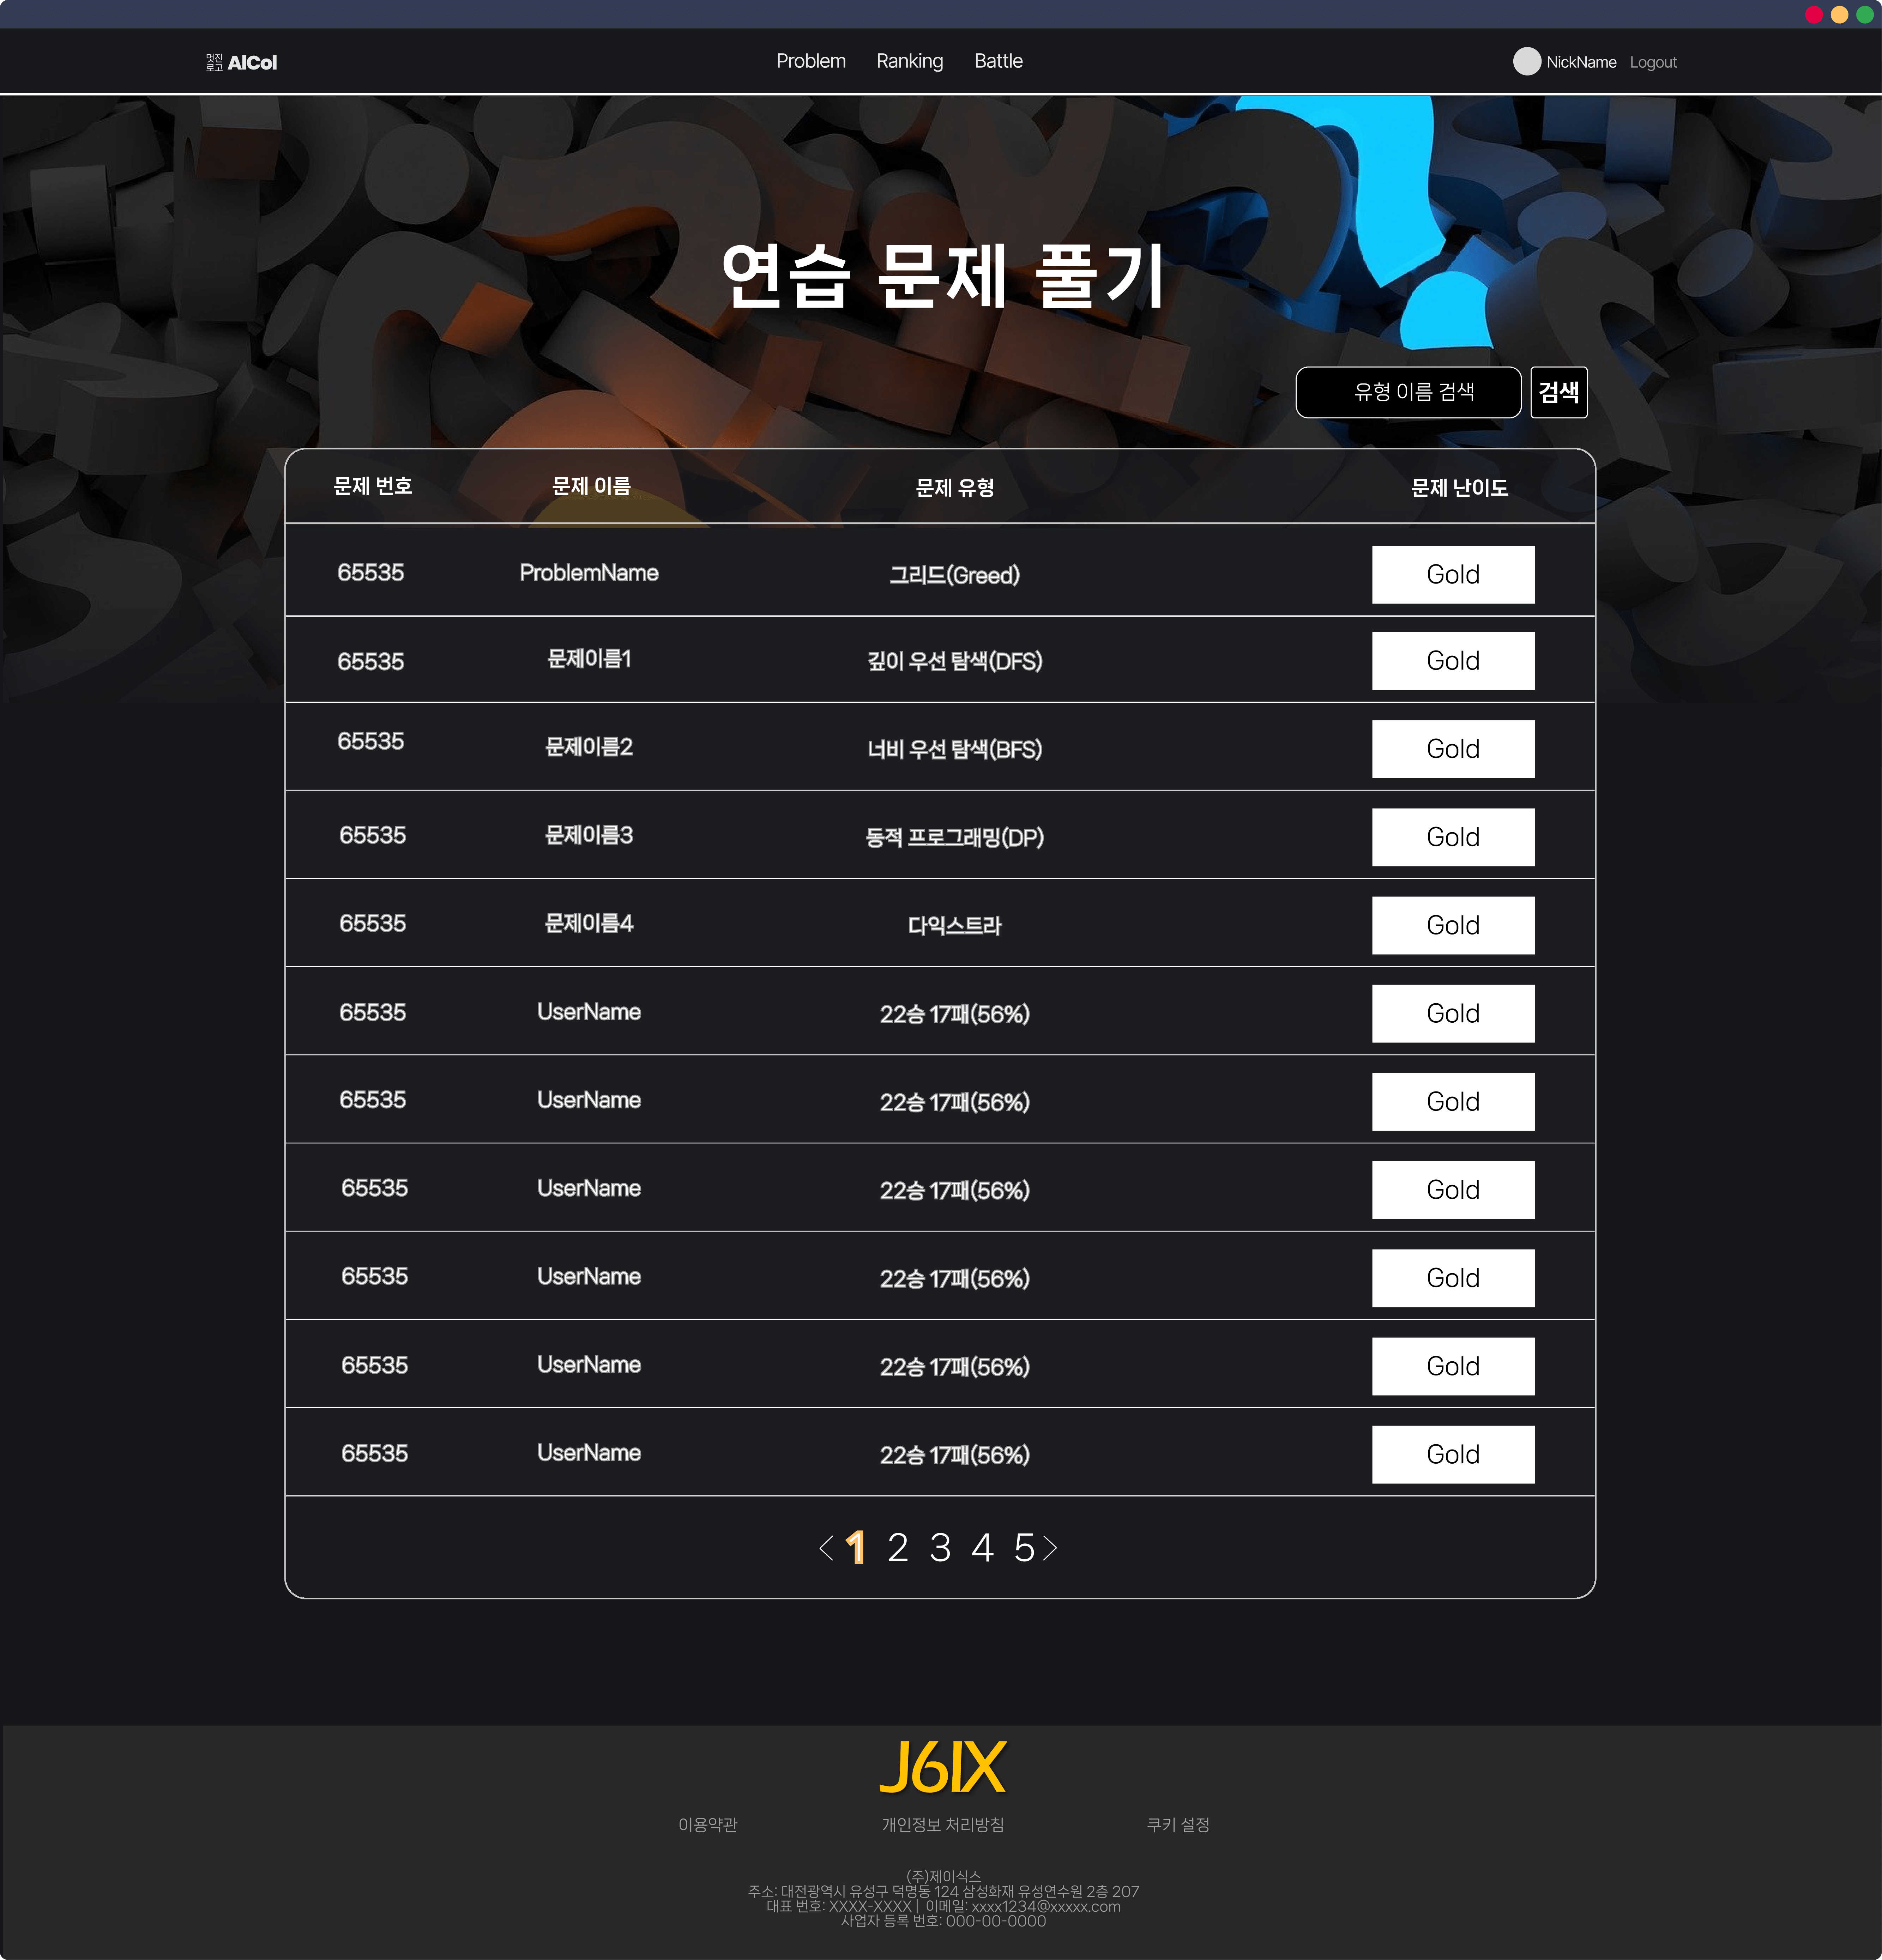 멋진
로고 AlCol
Problem Ranking Battle
NickName Logout
연습 문제 풀기
유형 이름 검색 검색
문제 번호 문제 이름 문제 유형 문제 난이도
65535 ProblemName 그리드(Greed) Gold
65535 문제이름1 깊이 우선 탐색(DFS) Gold
65535 문제이름2 너비 우선 탐색(BFS) Gold
65535 문제이름3 동적 프로그래밍(DP) Gold
65535 문제이름4 다익스트라 Gold
65535 UserName 22승 17패(56%) Gold
65535 UserName 22승 17패(56%) Gold
65535 UserName 22승 17패(56%) Gold
65535 UserName 22승 17패(56%) Gold
65535 UserName 22승 17패(56%) Gold
65535 UserName 22승 17패(56%) Gold
< 1 2 3 4 5 >
J6IX
이용약관 개인정보 처리방침 쿠키 설정
(주)제이식스
주소: 대전광역시 유성구 덕명동 124 삼성화재 유성연수원 2층 207
대표 번호: XXXX-XXXX | 이메일: xxxx1234@xxxxx.com
사업자 등록 번호: 000-00-0000